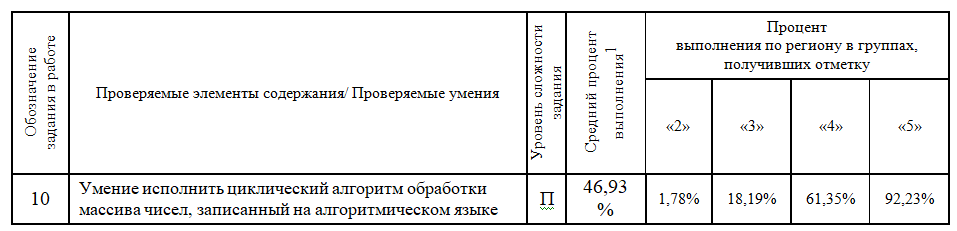 Обозначение
задания в работе
Проверяемые элементы содержания/ Проверяемые умения
Уровень сложности
задания
Средний процент
выполнения1
Процент
выполнения по региону в группах,
получивших отметку
«2»
«3»
«4»
«5»
10
Умение исполнить циклический алгоритм обработки
массива чисел, записанный на алгоритмическом языке
П
46,93
%
1,78%
18,19%
61,35%
92,23%